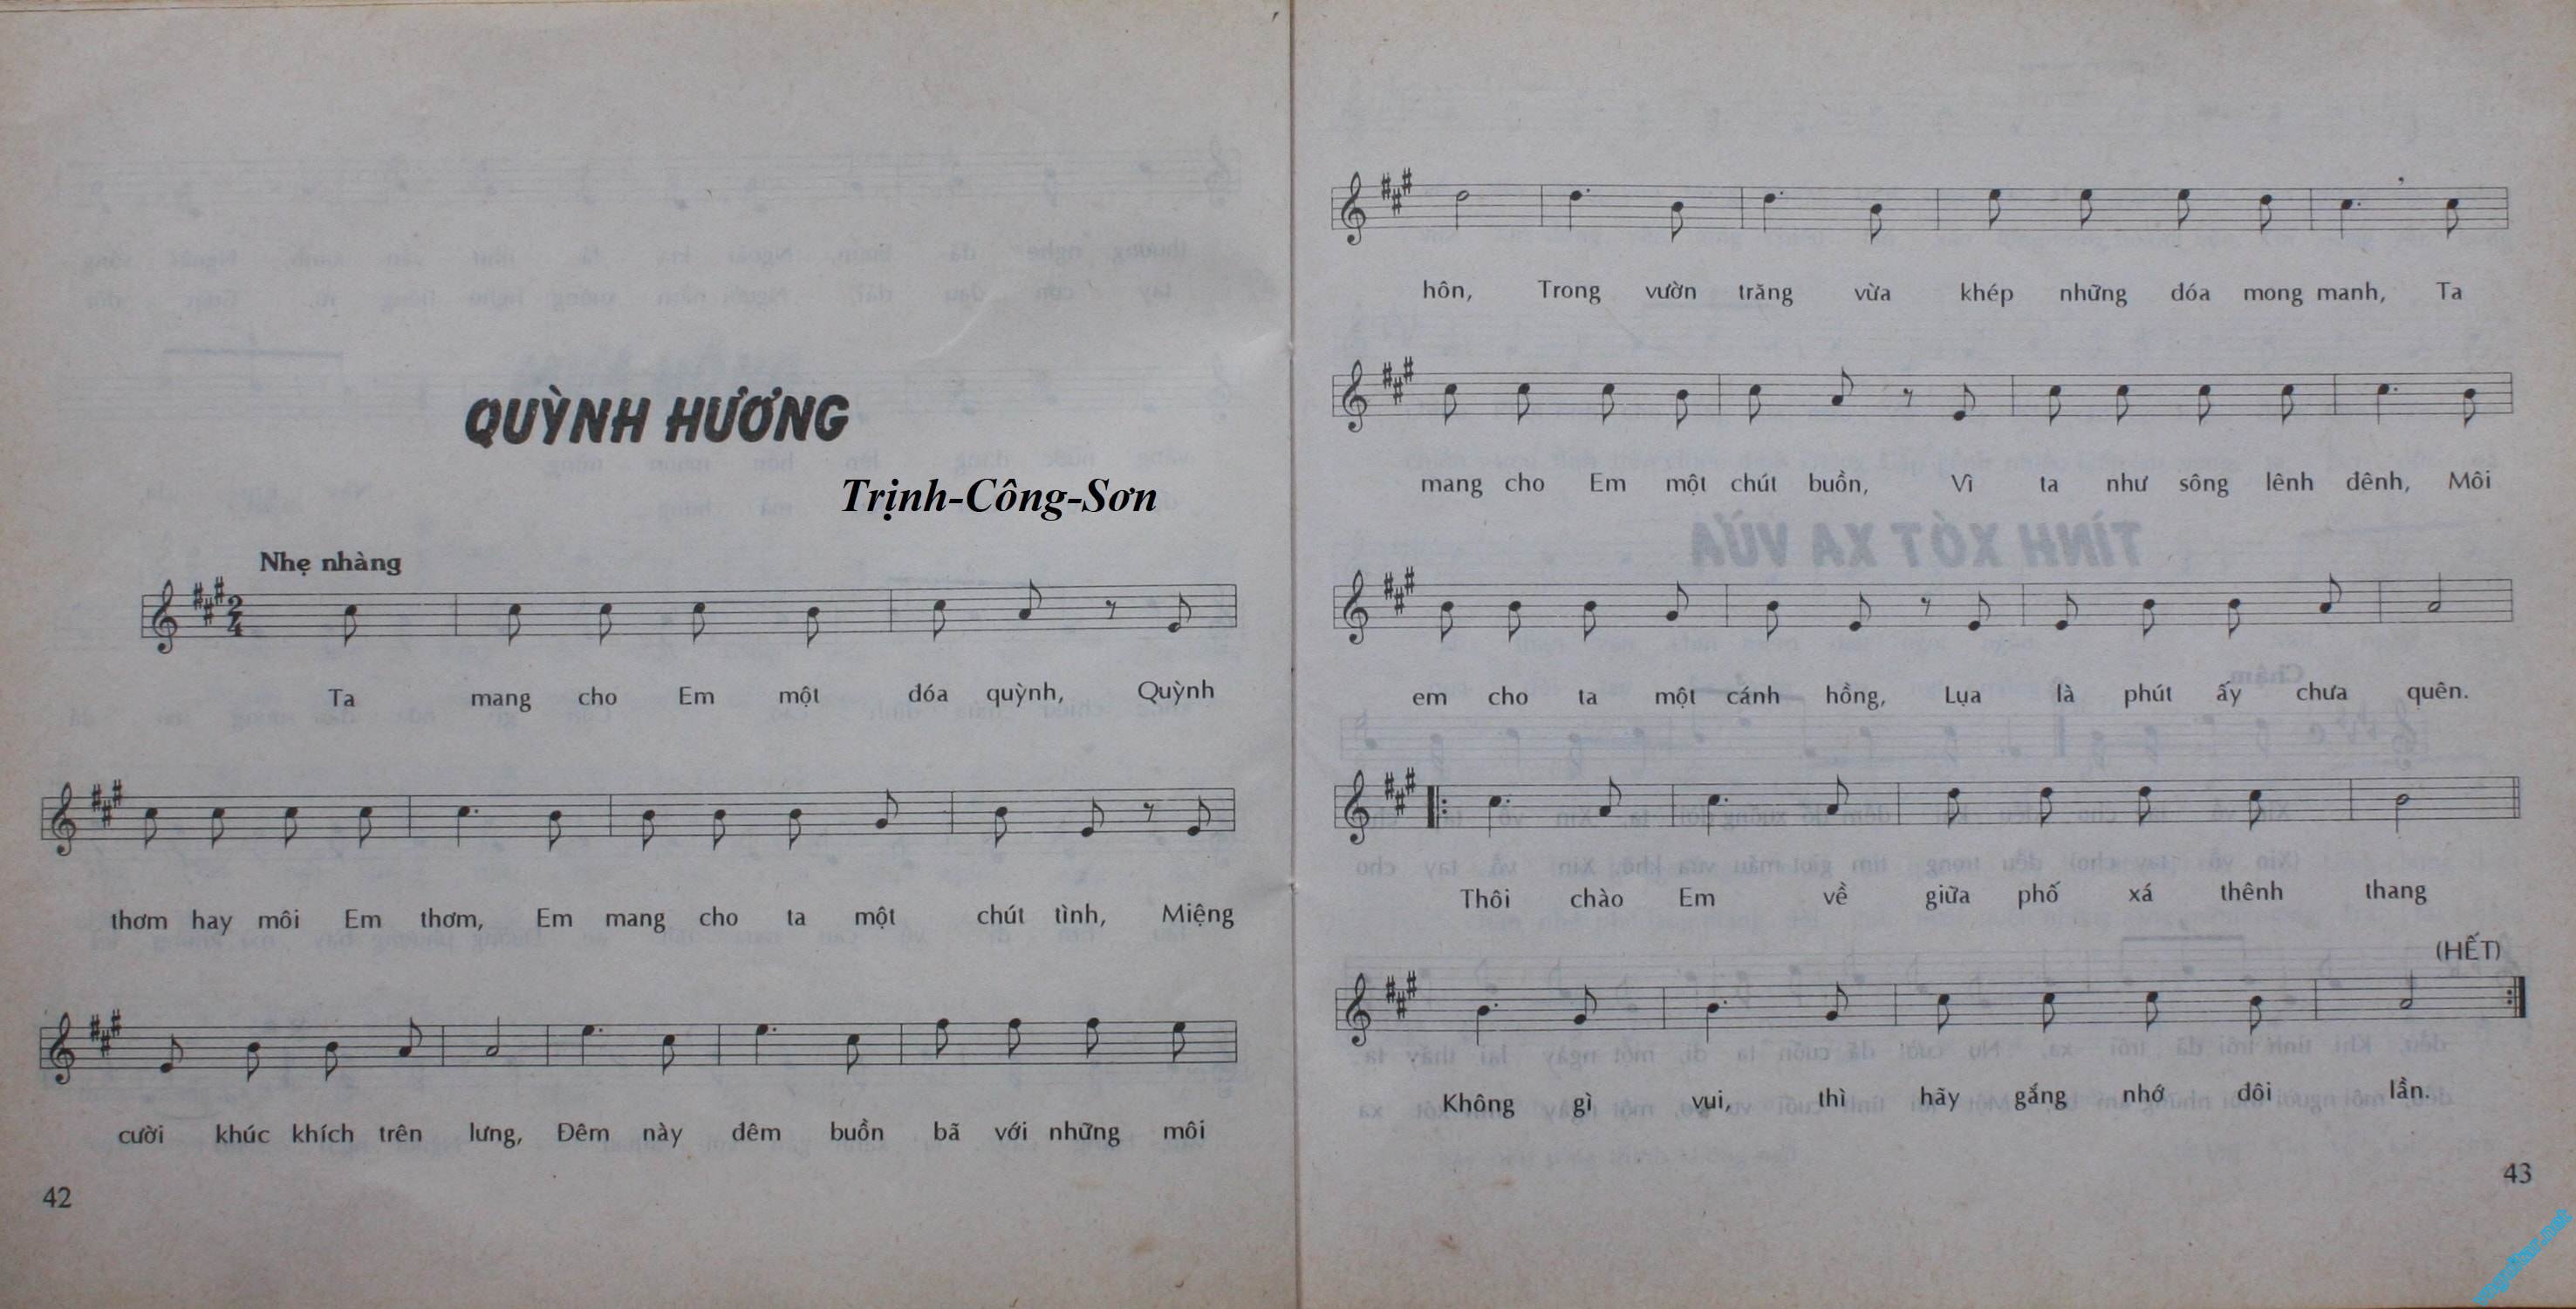 QUỲNH HƯƠNG
Trịnh-Công-Sơn
Nhẹ nhàng
2
4
Ta mang cho Em một đóa quỳnh, Quỳnh
thơm hay môi Em thơm, Em mang cho ta một chút tình, Miệng
cười khúc khích trên lưng, Đêm này đêm buồn bã với những môi
42
hôn, Trong vườn trăng vừa khép những đóa mong manh, Ta
mang cho Em một chút buồn, Vì ta như sông lênh đênh, Môi
em cho ta một cánh hồng, Lụa là phút ấy chưa quên.
Thôi chào Em về giữa phố xá thênh thang
(HẾT)
Không gì vui, thì hãy gắng nhớ đôi lần.
43